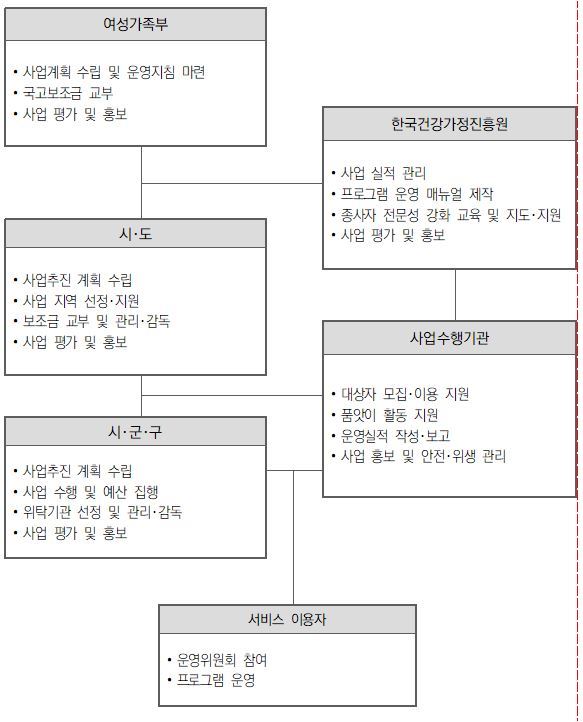 여성가족부
• 사업계획 수립 및 운영지침 마련
• 국고보조금 교부
• 사업 평가 및 홍보
한국건강가정진흥원
• 사업 실적 관리
• 프로그램 운영 매뉴얼 제작
• 종사자 전문성 강화 교육 및 지도·지원
• 사업 평가 및 홍보
시·도
• 사업추진 계획 수립
• 사업 지역 선정·지원
• 보조금 교부 및 관리·감독
• 사업 평가 및 홍보
사업수행기관
• 대상자 모집·이용 지원
• 품앗이 활동 지원
• 운영실적 작성·보고
• 사업 홍보 및 안전·위생 관리
시·군·구
• 사업추진 계획 수립
• 사업 수행 및 예산 집행
• 위탁기관 선정 및 관리·감독
• 사업 평가 및 홍보
서비스 이용자
• 운영위원회 참여
• 프로그램 운영